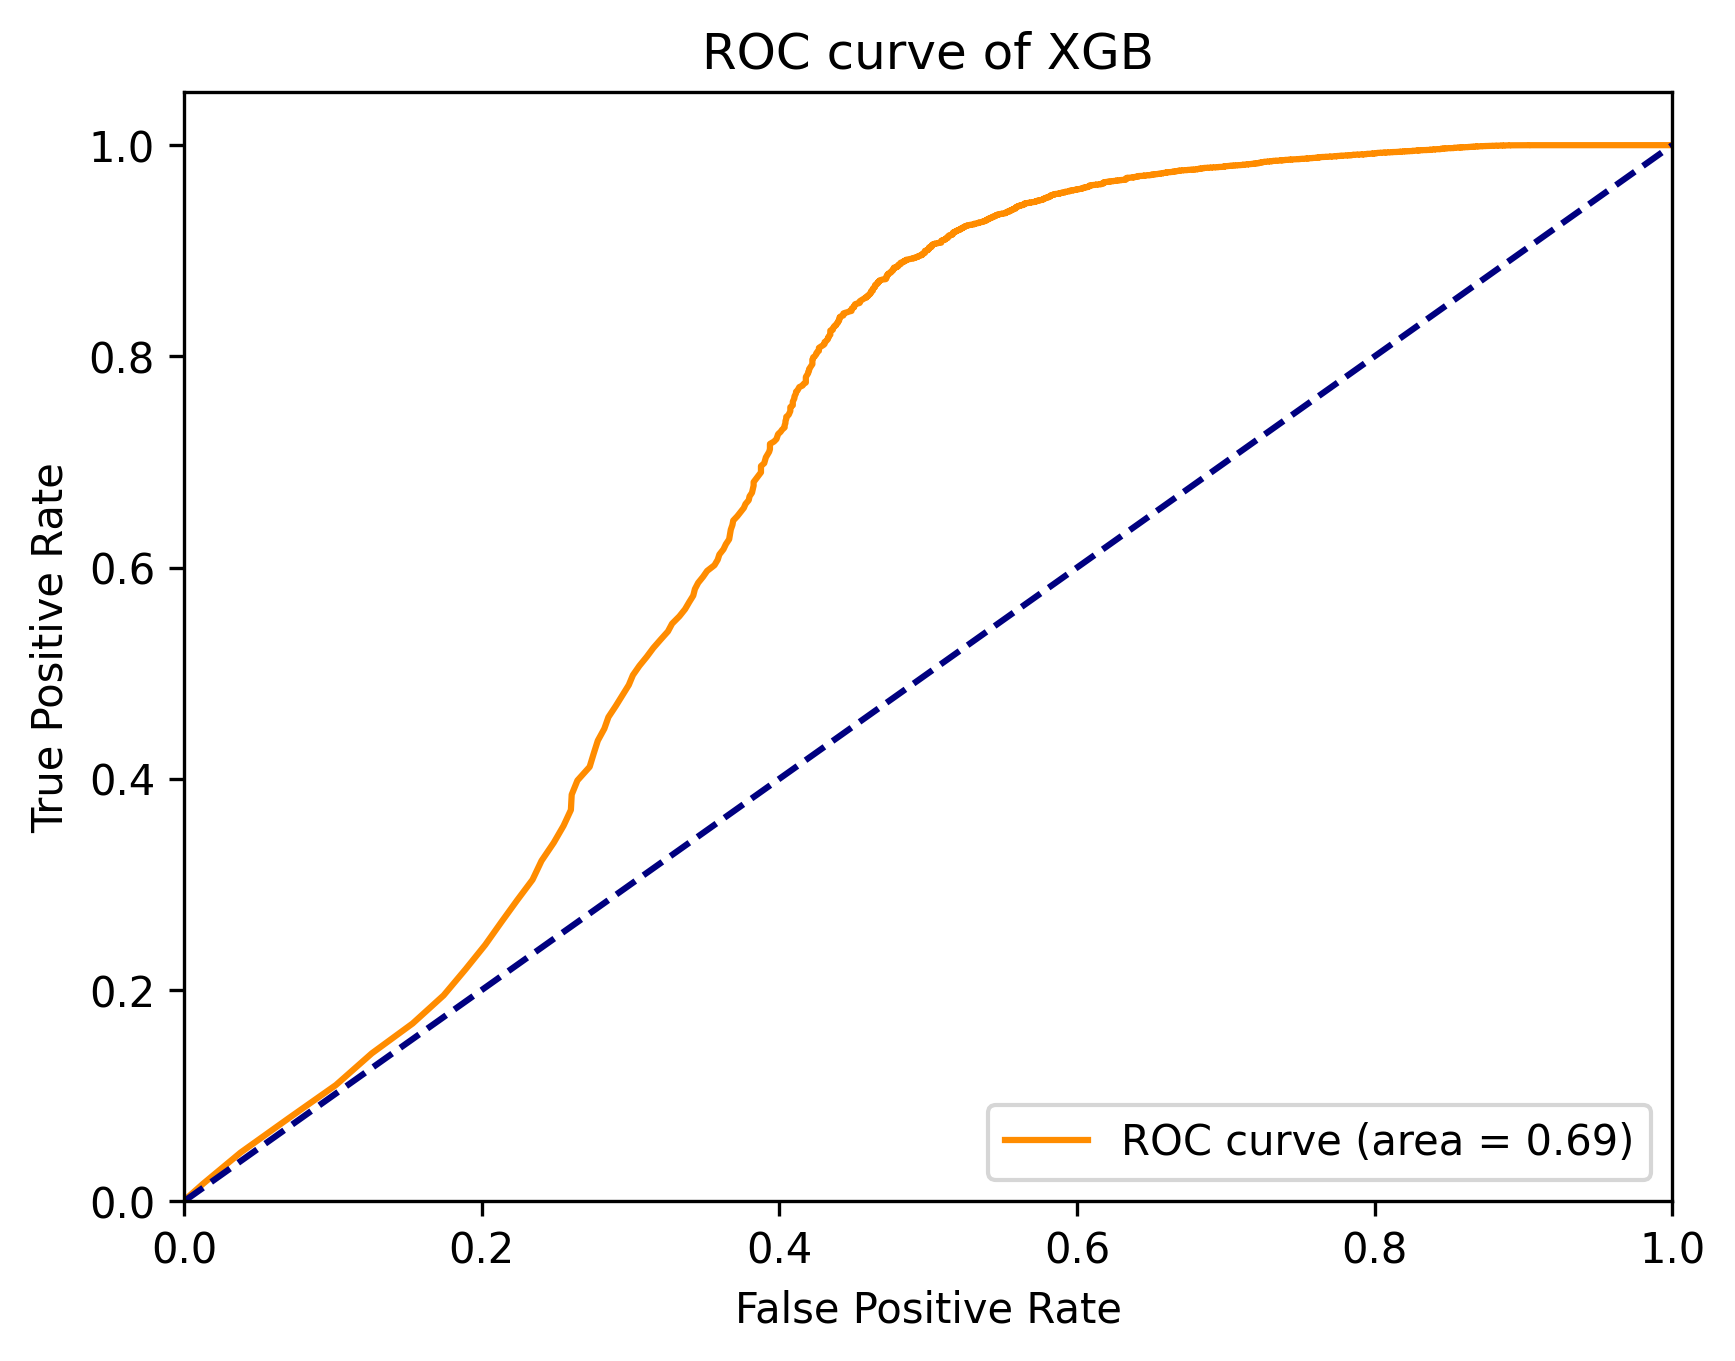 ROC curve of XGB
1.0
0.8
0.6
0.4
0.2
0.0
True Positive Rate
ROC curve (area = 0.69)
0.0 0.2 0.4 0.6 0.8 1.0
False Positive Rate